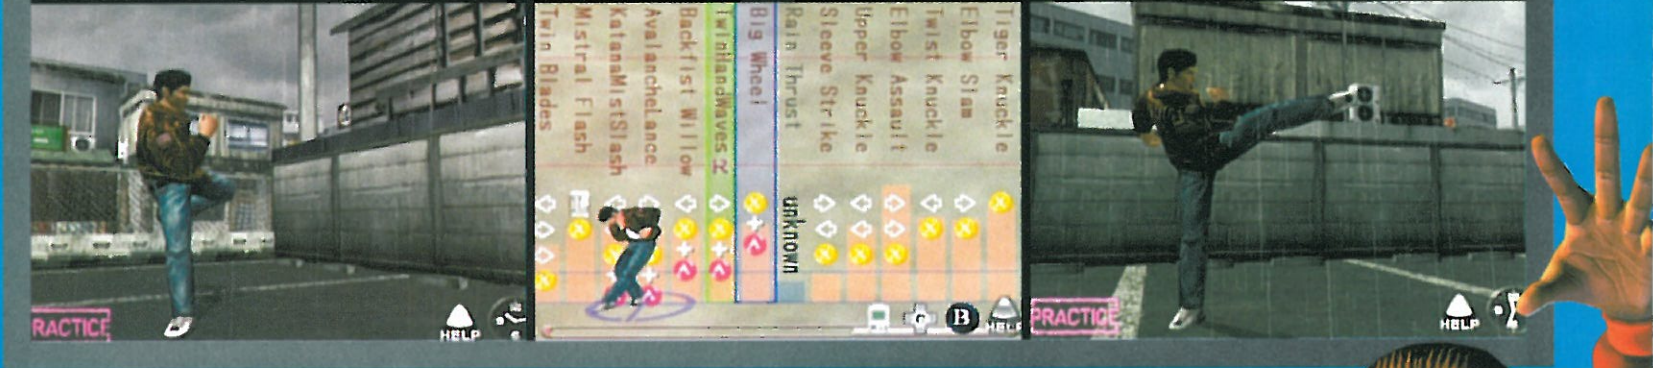 RACTICE
HELP
Tiger Knuckle
Elbow Slam
Twist Knuckle
Elbow Assault
Upper Knuckle
Sleeve Strike
Rain Thrust
unknown
Big Wheel
TwinHandWaves
Backfist Willow
AvalancheLance
KatanaMistSlash
Mistral Flash
Twin Blades
B
HELP
PRACTICE
HELP